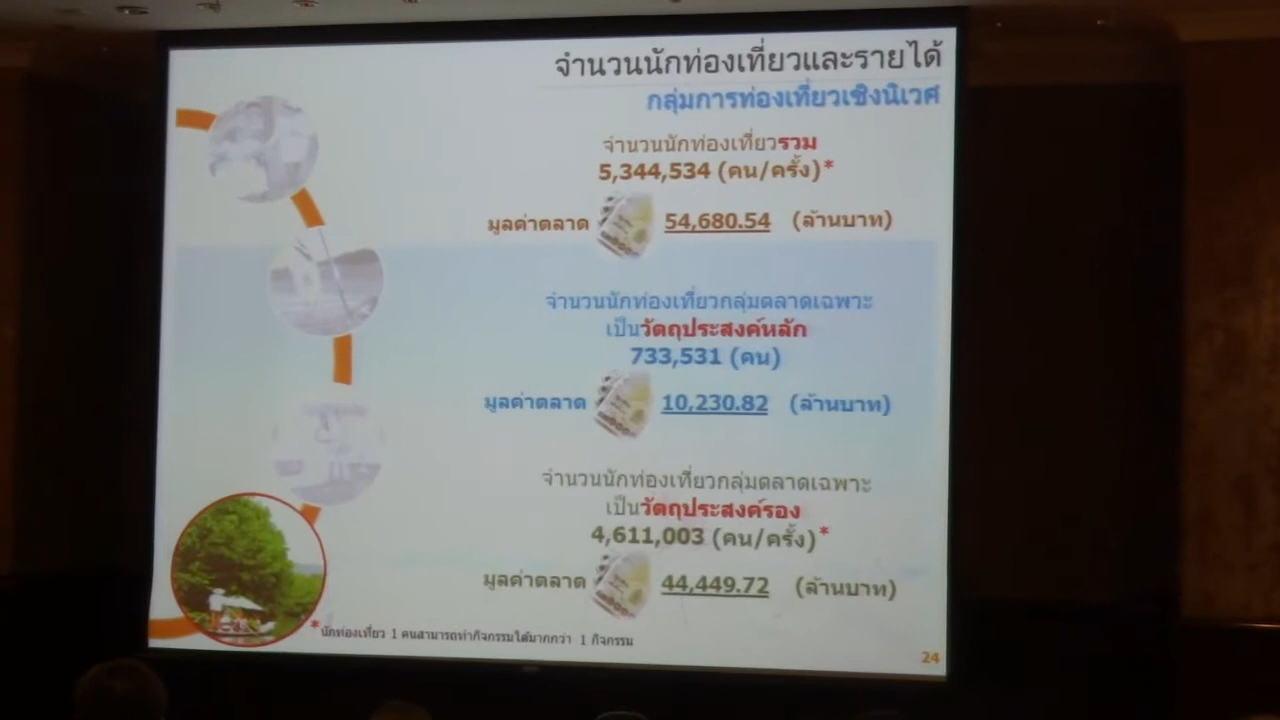 จำนวนนักท่องเที่ยวและรายได้
กลุ่มการท่องเที่ยวเชิงนิเวศ
จำนวนนักท่องเที่ยวรวม
5,344,534 (คน/ครั้ง)*
มูลค่าตลาด 54,680.54 (ล้านบาท)
จำนวนนักท่องเที่ยวกลุ่มตลาดเฉพาะ
เป็นวัตถุประสงค์หลัก
733,531 (คน)
มูลค่าตลาด 10,230.82 (ล้านบาท)
จำนวนนักท่องเที่ยวกลุ่มตลาดเฉพาะ
เป็นวัตถุประสงค์รอง
4,611,003 (คน/ครั้ง)*
มูลค่าตลาด 44,449.72 (ล้านบาท)
*นักท่องเที่ยว 1 คนสามารถทำกิจกรรมได้มากกว่า 1 กิจกรรม
24